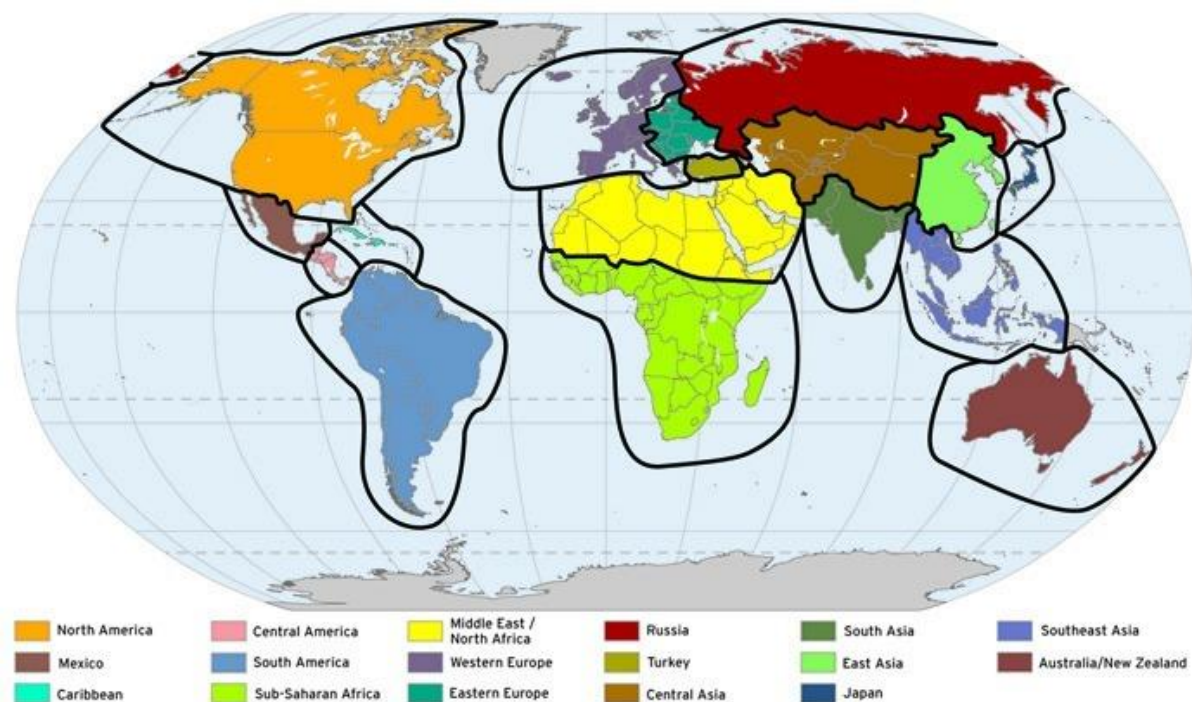 North America
Central America
Middle East /
North Africa
Russia
South Asia
Southeast Asia
Mexico
South America
Western Europe
Turkey
East Asia
Australia/New Zealand
Caribbean
Sub-Saharan Africa
Eastern Europe
Central Asia
Japan